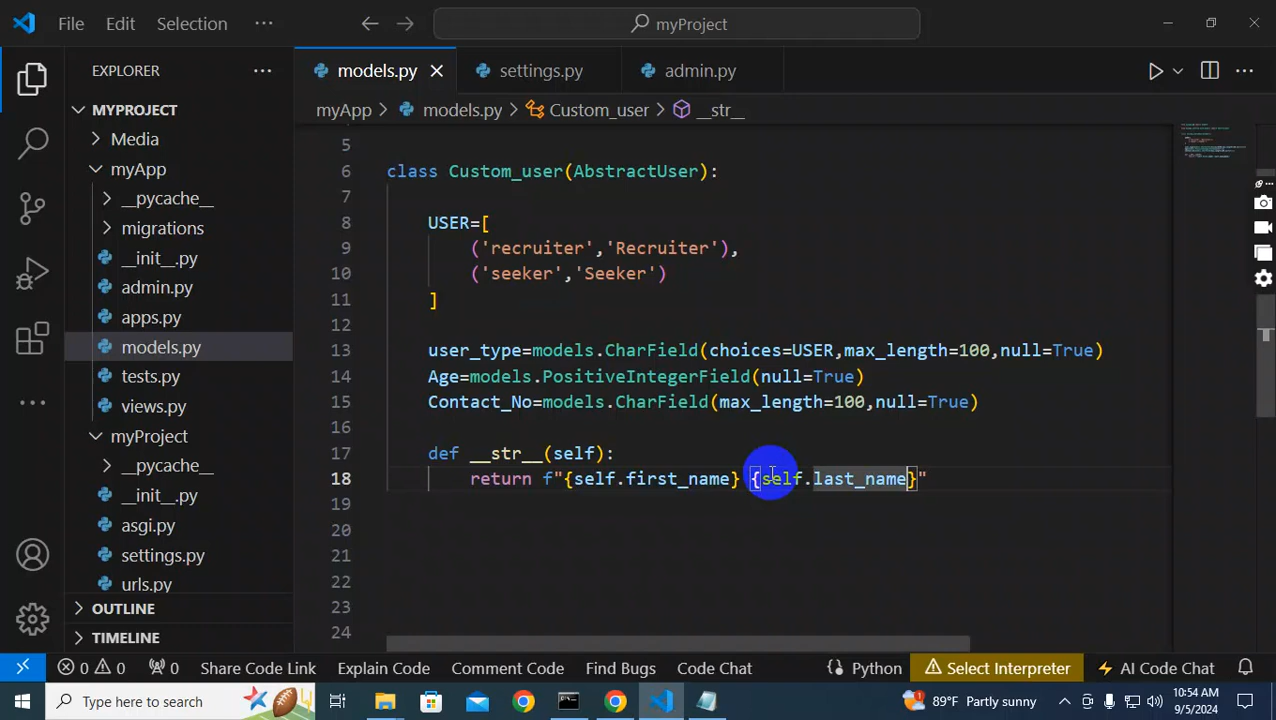 File Edit Selection ··· myProject
EXPLORER ···
models.py settings.py admin.py
MYPROJECT
Media
myApp
__pycache__
migrations
__init__.py
admin.py
apps.py
models.py
tests.py
views.py
myProject
__pycache__
__init__.py
asgi.py
settings.py
urls.py
OUTLINE
TIMELINE
myApp > models.py > Custom_user > __str__
5
6 class Custom_user(AbstractUser):
7
8 USER=[
9 ('recruiter','Recruiter'),
10 ('seeker','Seeker')
11 ]
12
13 user_type=models.CharField(choices=USER,max_length=100,null=True)
14 Age=models.PositiveIntegerField(null=True)
15 Contact_No=models.CharField(max_length=100,null=True)
16
17 def __str__(self):
18 return f"{self.first_name} {self.last_name}"
19
20
21
22
23
24
0 0 0 Share Code Link Explain Code Comment Code Find Bugs Code Chat Python Select Interpreter AI Code Chat
Type here to search 89°F Partly sunny 10:54 AM
9/5/2024